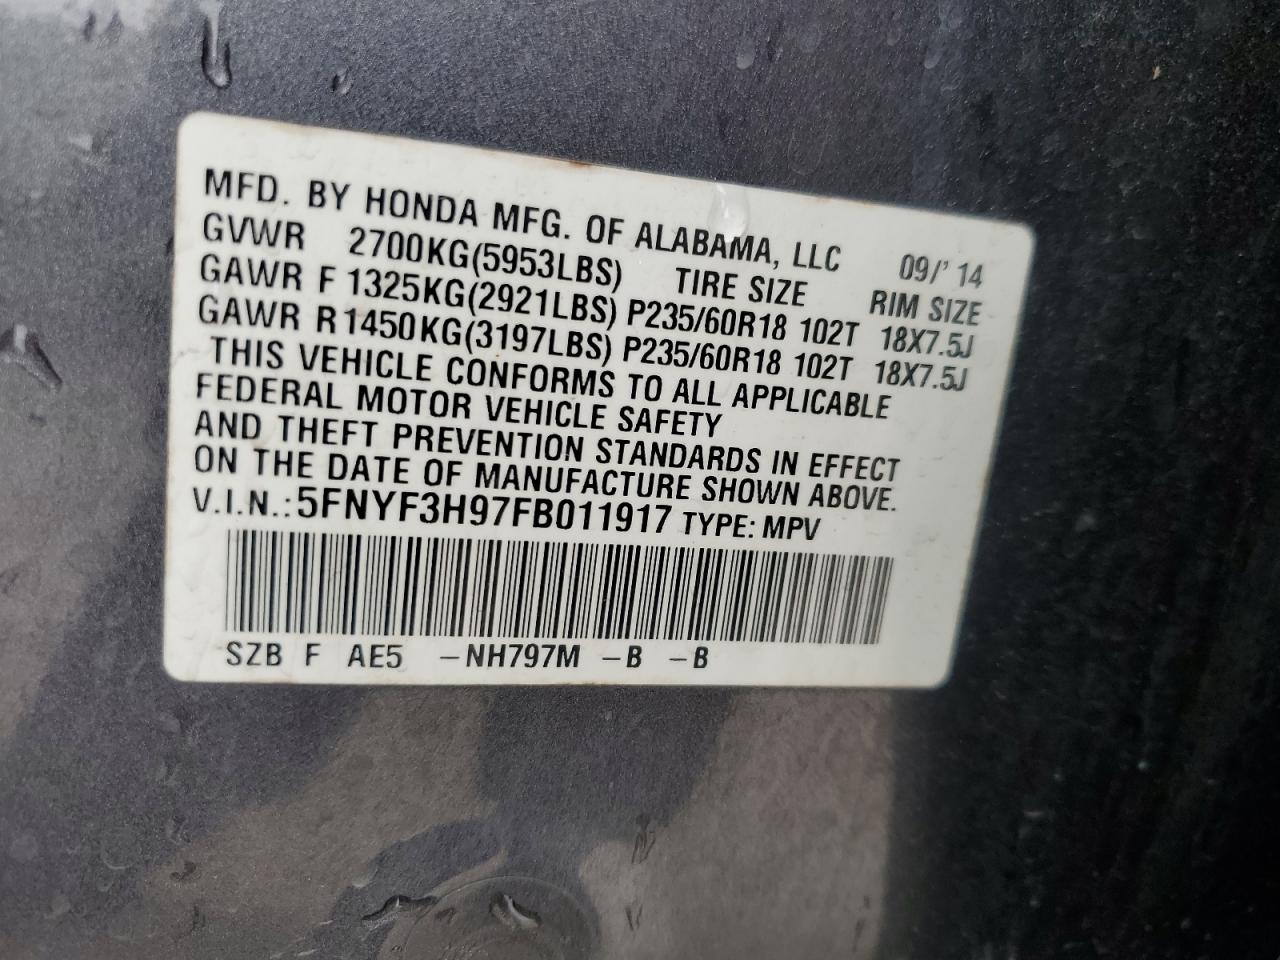 MFD. BY HONDA MFG. OF ALABAMA, LLC 09/' 14
GVWR 2700KG(5953LBS) TIRE SIZE RIM SIZE
GAWR F 1325KG(2921LBS) P235/60R18 102T 18X7.5J
GAWR R 1450KG(3197LBS) P235/60R18 102T 18X7.5J
THIS VEHICLE CONFORMS TO ALL APPLICABLE
FEDERAL MOTOR VEHICLE SAFETY
AND THEFT PREVENTION STANDARDS IN EFFECT
ON THE DATE OF MANUFACTURE SHOWN ABOVE.
V.I.N.: 5FNYF3H97FB011917 TYPE: MPV
SZB F AE5 -NH797M -B -B